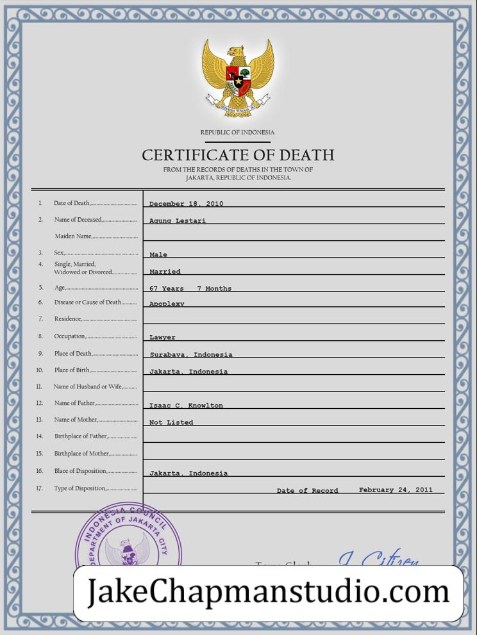 REPUBLIC OF INDONESIA
CERTIFICATE OF DEATH
FROM THE RECORDS OF DEATHS IN THE TOWN OF
JAKARTA, REPUBLIC OF INDONESIA.
1. Date of Death, December 18, 2010
2. Name of Deceased, Agung Lestari
Maiden Name,
3. Sex, Male
4. Single, Married,
Widowed or Divorced, Married
5. Age, 67 Years 7 Months
6. Disease or Cause of Death, Apoplexy
7. Residence,
8. Occupation, Lawyer
9. Place of Death, Surabaya, Indonesia
10. Place of Birth, Jakarta, Indonesia
11. Name of Husband or Wife,
12. Name of Father, Isaac C. Knowlton
13. Name of Mother, Not Listed
14. Birthplace of Father,
15. Birthplace of Mother,
16. Place of Disposition, Jakarta, Indonesia
17. Type of Disposition, Date of Record February 24, 2011
INDONESIA COUNCIL
DEPARTMENT OF JAKARTA CITY
J. Citizen
JakeChapmanstudio.com